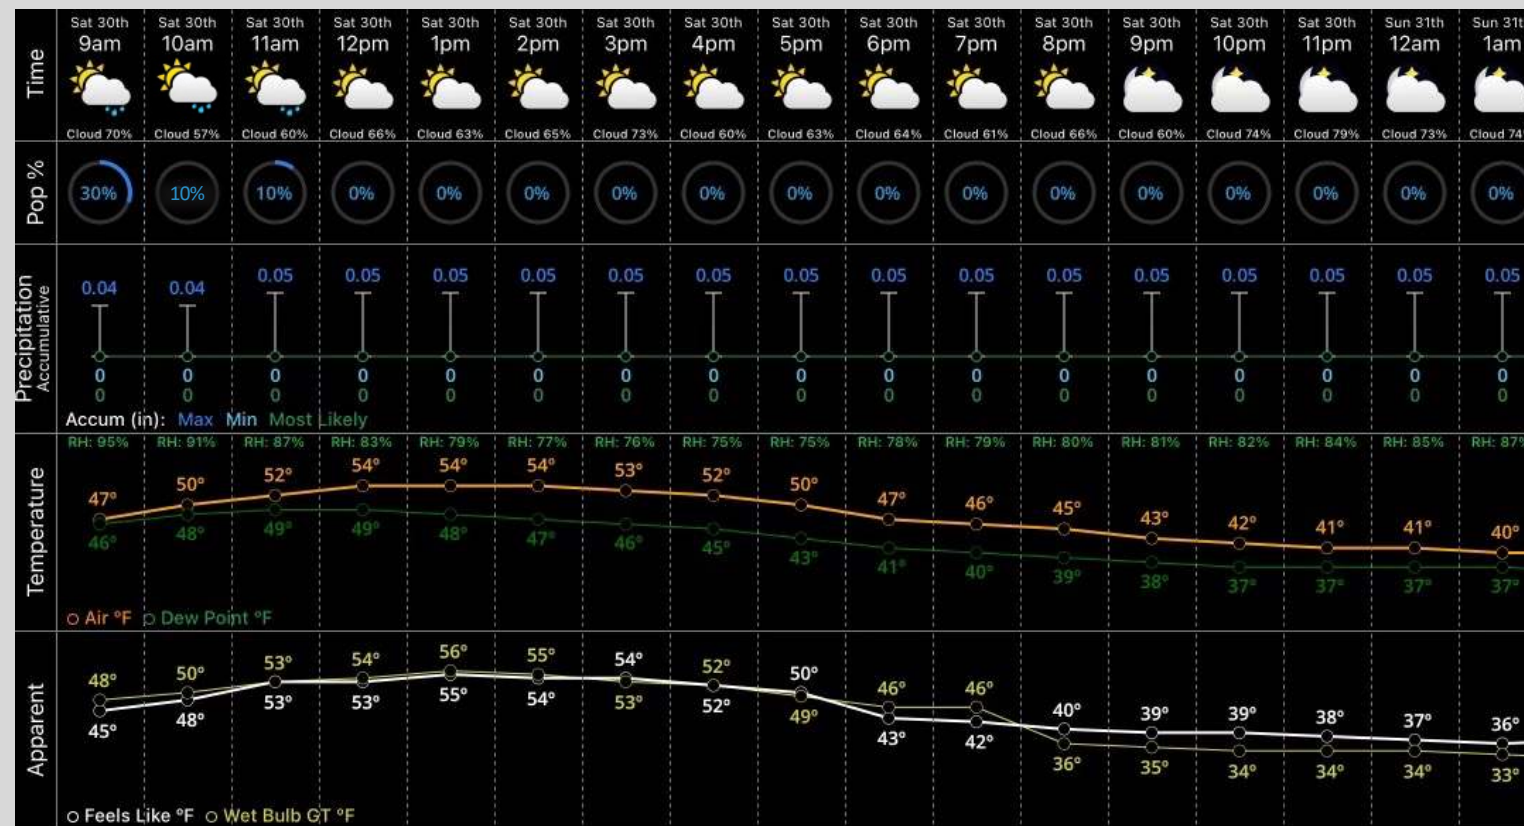 Time
Sat 30th Sat 30th Sat 30th Sat 30th Sat 30th Sat 30th Sat 30th Sat 30th Sat 30th Sat 30th Sat 30th Sat 30th Sat 30th Sat 30th Sat 30th Sun 31th Sun 31t
9am 10am 11am 12pm 1pm 2pm 3pm 4pm 5pm 6pm 7pm 8pm 9pm 10pm 11pm 12am 1am
Cloud 70% Cloud 57% Cloud 60% Cloud 66% Cloud 63% Cloud 65% Cloud 73% Cloud 60% Cloud 63% Cloud 64% Cloud 61% Cloud 66% Cloud 60% Cloud 74% Cloud 79% Cloud 73% Cloud 74
Pop %
30% 10% 10% 0% 0% 0% 0% 0% 0% 0% 0% 0% 0% 0% 0% 0% 0%
Precipitation
Accumulative
0.04 0.04 0.05 0.05 0.05 0.05 0.05 0.05 0.05 0.05 0.05 0.05 0.05 0.05 0.05 0.05 0.05
0 0 0 0 0 0 0 0 0 0 0 0 0 0 0 0 0
0 0 0 0 0 0 0 0 0 0 0 0 0 0 0 0 0
Accum (in): Max Min Most Likely
Temperature
RH: 95% RH: 91% RH: 87% RH: 83% RH: 79% RH: 77% RH: 76% RH: 75% RH: 75% RH: 78% RH: 79% RH: 80% RH: 81% RH: 82% RH: 84% RH: 85% RH: 87%
47° 50° 52° 54° 54° 54° 53° 52° 50° 47° 46° 45° 43° 42° 41° 41° 40°
46° 48° 49° 49° 48° 47° 46° 45° 43° 41° 40° 39° 38° 37° 37° 37° 37°
Air °F Dew Point °F
Apparent
48° 50° 53° 54° 56° 55° 54° 52° 50° 46° 46° 40° 39° 39° 38° 37° 36°
45° 48° 53° 53° 55° 54° 53° 52° 49° 43° 42° 36° 35° 34° 34° 34° 33°
Feels Like °F Wet Bulb GT °F